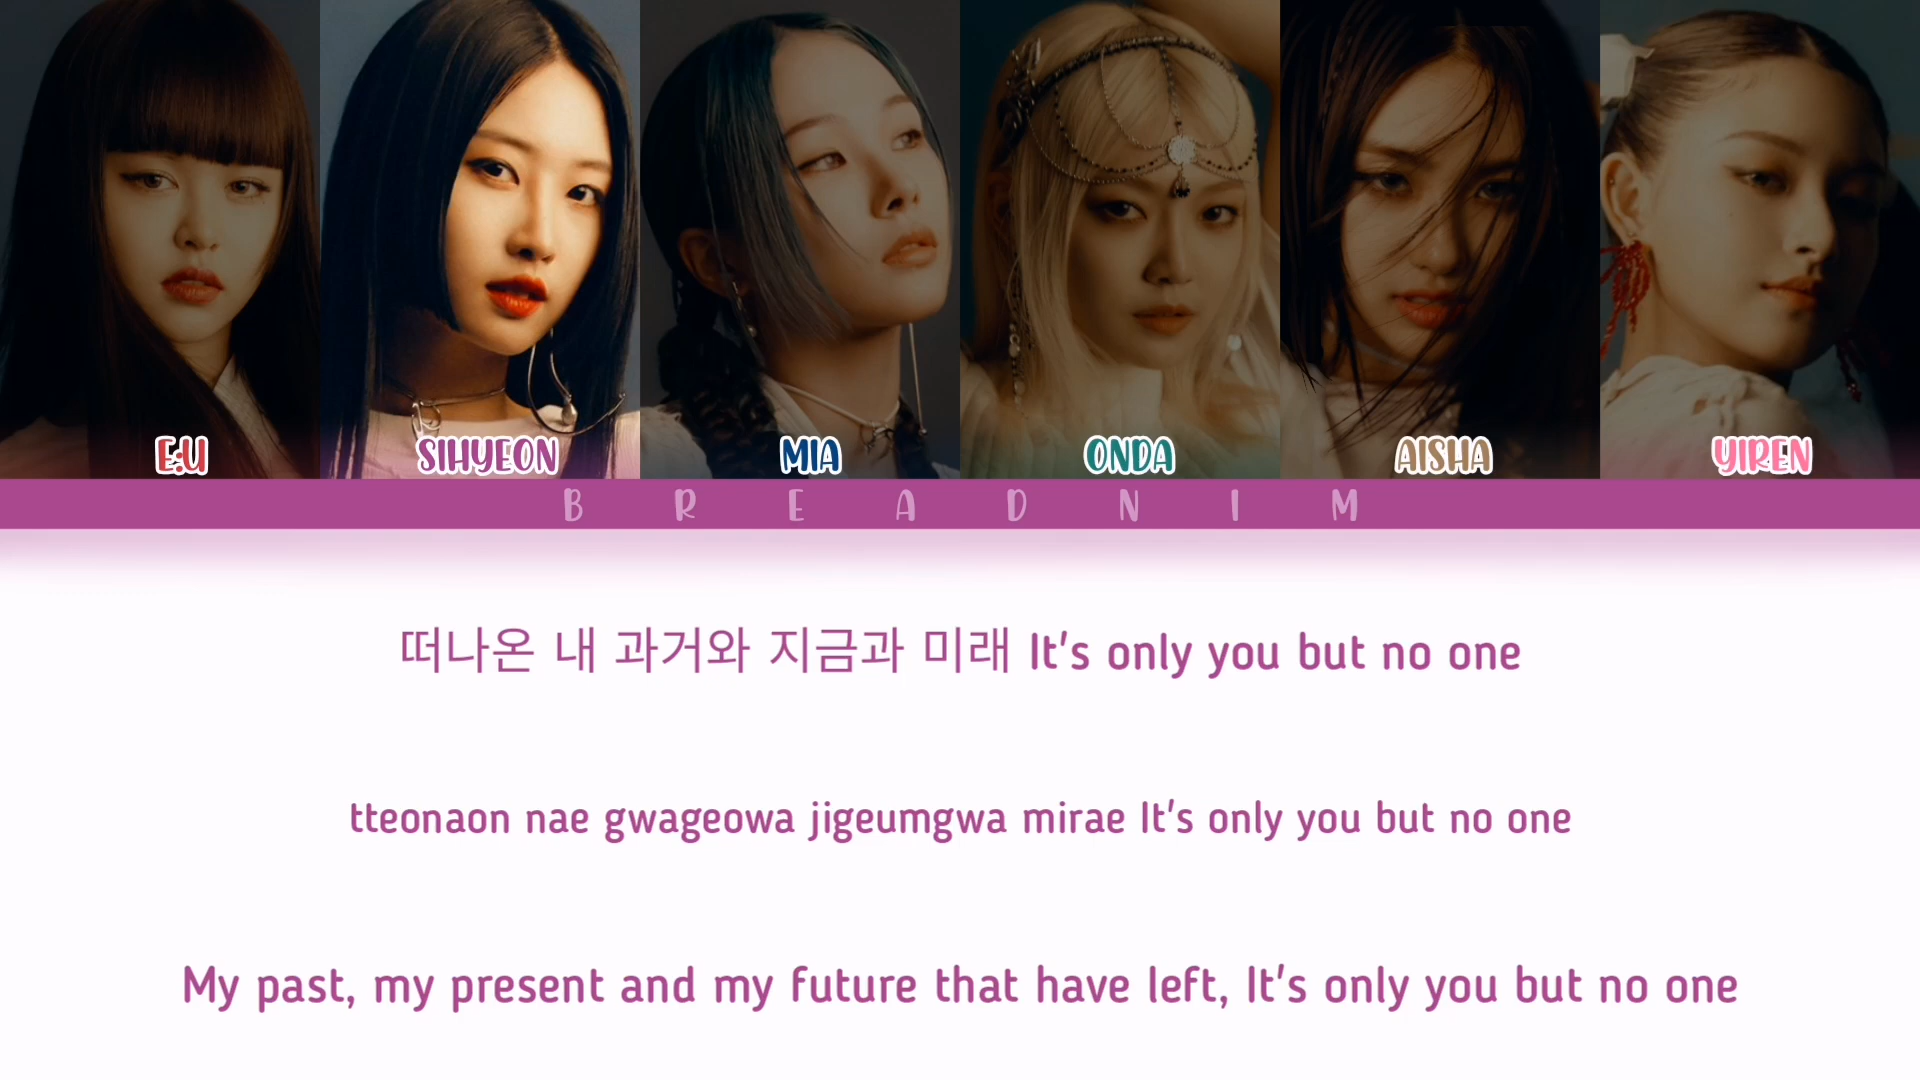 E:U SIHYEON MIA ONDA AISHA YIREN
BREADNIM
떠나온 내 과거와 지금과 미래 It's only you but no one
tteonaon nae gwageowa jigeumgwa mirae It's only you but no one
My past, my present and my future that have left, It's only you but no one